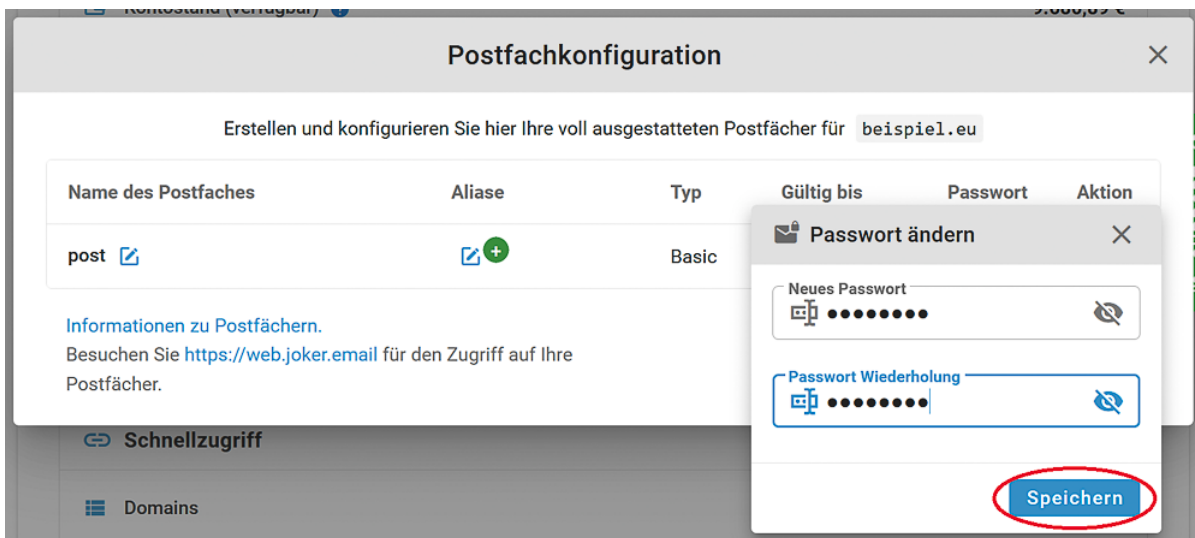 Kontostand (verfügbar)
Postfachkonfiguration
Erstellen und konfigurieren Sie hier Ihre voll ausgestatteten Postfächer für beispiel.eu
Name des Postfaches Aliase Typ Gültig bis Passwort Aktion
post Basic
Passwort ändern
Neues Passwort
••••••••
Passwort Wiederholung
••••••••
Speichern
Informationen zu Postfächern.
Besuchen Sie https://web.joker.email für den Zugriff auf Ihre
Postfächer.
Schnellzugriff
Domains